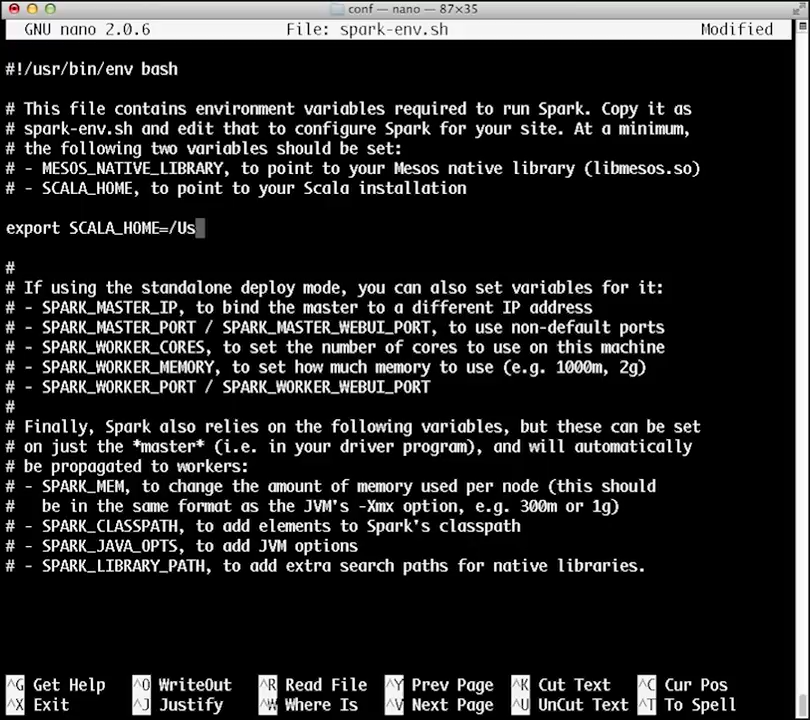 conf — nano — 87×35
GNU nano 2.0.6 File: spark-env.sh Modified
#!/usr/bin/env bash
# This file contains environment variables required to run Spark. Copy it as
# spark-env.sh and edit that to configure Spark for your site. At a minimum,
# the following two variables should be set:
# - MESOS_NATIVE_LIBRARY, to point to your Mesos native library (libmesos.so)
# - SCALA_HOME, to point to your Scala installation
export SCALA_HOME=/Us
#
# If using the standalone deploy mode, you can also set variables for it:
# - SPARK_MASTER_IP, to bind the master to a different IP address
# - SPARK_MASTER_PORT / SPARK_MASTER_WEBUI_PORT, to use non-default ports
# - SPARK_WORKER_CORES, to set the number of cores to use on this machine
# - SPARK_WORKER_MEMORY, to set how much memory to use (e.g. 1000m, 2g)
# - SPARK_WORKER_PORT / SPARK_WORKER_WEBUI_PORT
#
# Finally, Spark also relies on the following variables, but these can be set
# on just the *master* (i.e. in your driver program), and will automatically
# be propagated to workers:
# - SPARK_MEM, to change the amount of memory used per node (this should
#   be in the same format as the JVM's -Xmx option, e.g. 300m or 1g)
# - SPARK_CLASSPATH, to add elements to Spark's classpath
# - SPARK_JAVA_OPTS, to add JVM options
# - SPARK_LIBRARY_PATH, to add extra search paths for native libraries.
^G Get Help ^O WriteOut ^R Read File ^Y Prev Page ^K Cut Text ^C Cur Pos
^X Exit ^J Justify ^W Where Is ^V Next Page ^U UnCut Text ^T To Spell